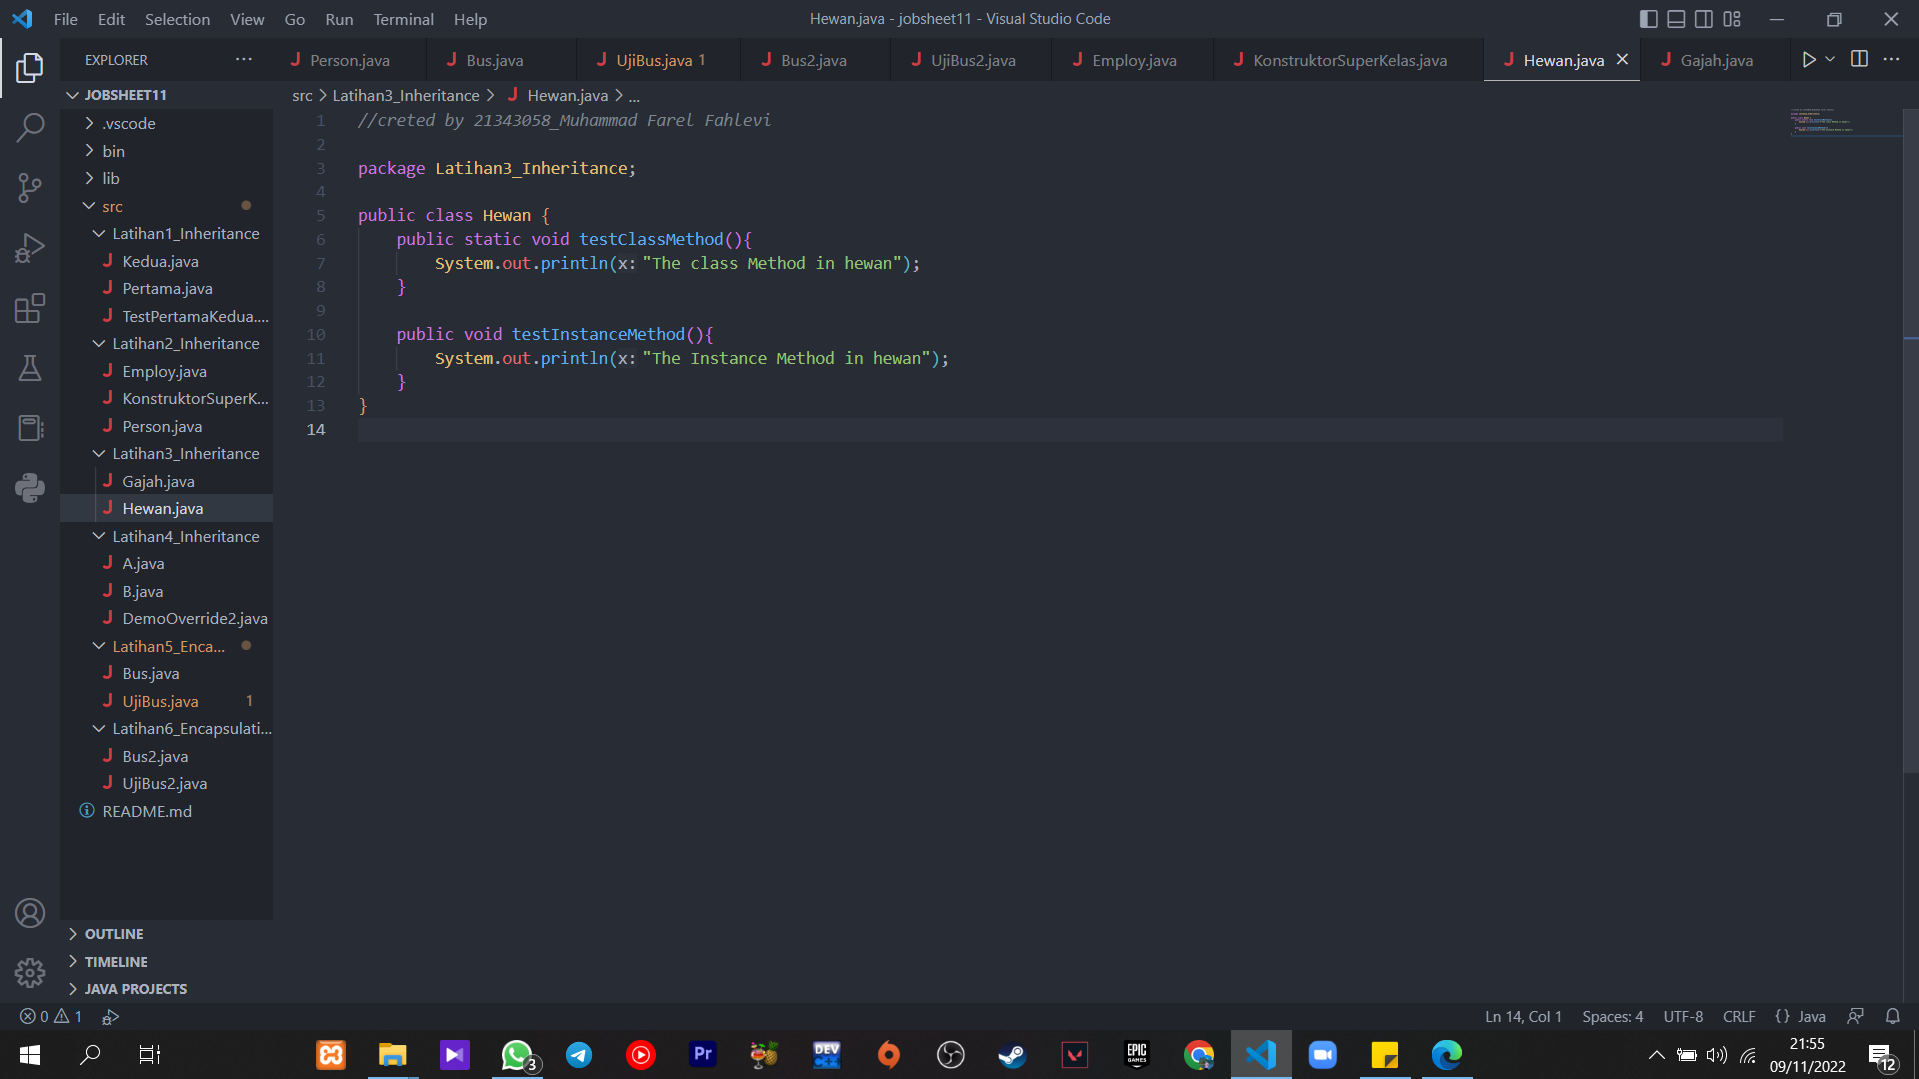 File Edit Selection View Go Run Terminal Help
Hewan.java - jobsheet11 - Visual Studio Code
EXPLORER
Person.java
Bus.java
UjiBus.java 1
Bus2.java
UjiBus2.java
Employ.java
KonstruktorSuperKelas.java
Hewan.java
Gajah.java
JOBSHEET11
.vscode
bin
lib
src
Latihan1_Inheritance
Kedua.java
Pertama.java
TestPertamaKedua....
Latihan2_Inheritance
Employ.java
KonstruktorSuperK...
Person.java
Latihan3_Inheritance
Gajah.java
Hewan.java
Latihan4_Inheritance
A.java
B.java
DemoOverride2.java
Latihan5_Enca...
Bus.java
UjiBus.java 1
Latihan6_Encapsulati...
Bus2.java
UjiBus2.java
README.md
OUTLINE
TIMELINE
JAVA PROJECTS
src > Latihan3_Inheritance > Hewan.java > ...
1 //creted by 21343058_Muhammad Farel Fahlevi
2
3 package Latihan3_Inheritance;
4
5 public class Hewan {
6 public static void testClassMethod(){
7 System.out.println(x: "The class Method in hewan");
8 }
9
10 public void testInstanceMethod(){
11 System.out.println(x: "The Instance Method in hewan");
12 }
13 }
14
0 1
Ln 14, Col 1 Spaces: 4 UTF-8 CRLF {} Java
3
Pr
DEV C++
EPIC GAMES
21:55
09/11/2022
12